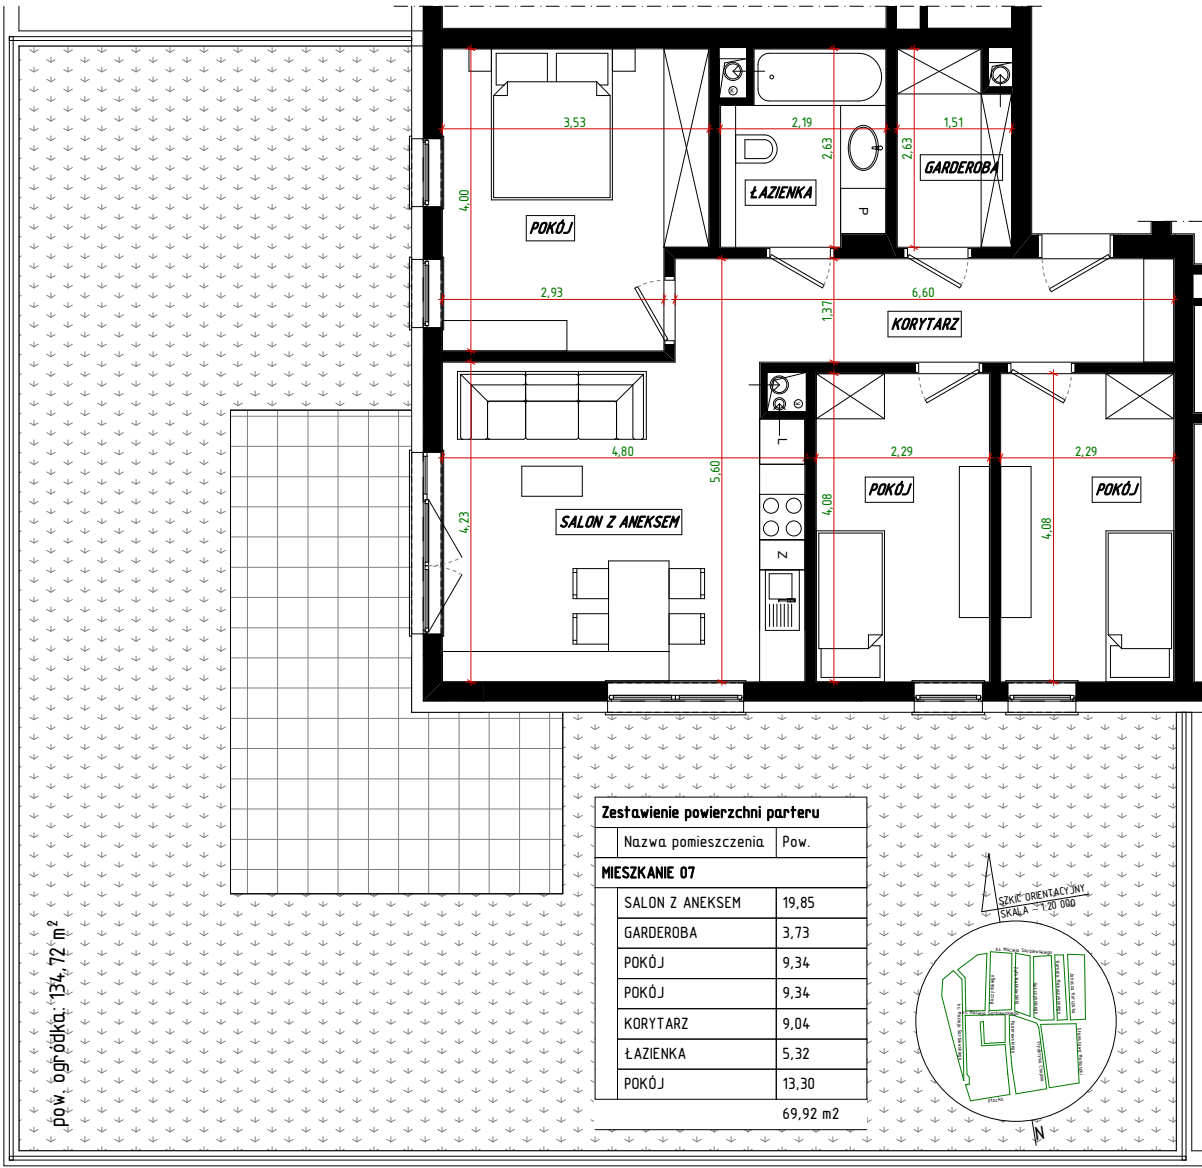 3,53
2,19
1,51
2,63
2,63
GARDEROBA
ŁAZIENKA
4,00
P
POKÓJ
2,93
6,60
1,37
KORYTARZ
4,80
L
2,29
2,29
5,60
POKÓJ
POKÓJ
4,08
4,23
SALON Z ANEKSEM
4,08
Z
Zestawienie powierzchni parteru
Nazwa pomieszczenia Pow.
MIESZKANIE 07
SALON Z ANEKSEM 19,85
GARDEROBA 3,73
POKÓJ 9,34
POKÓJ 9,34
KORYTARZ 9,04
ŁAZIENKA 5,32
POKÓJ 13,30
69,92 m2
pow. ogródka: 134,72 m²
SZKIC ORIENTACYJNY
SKALA ~ 1:20 000
N